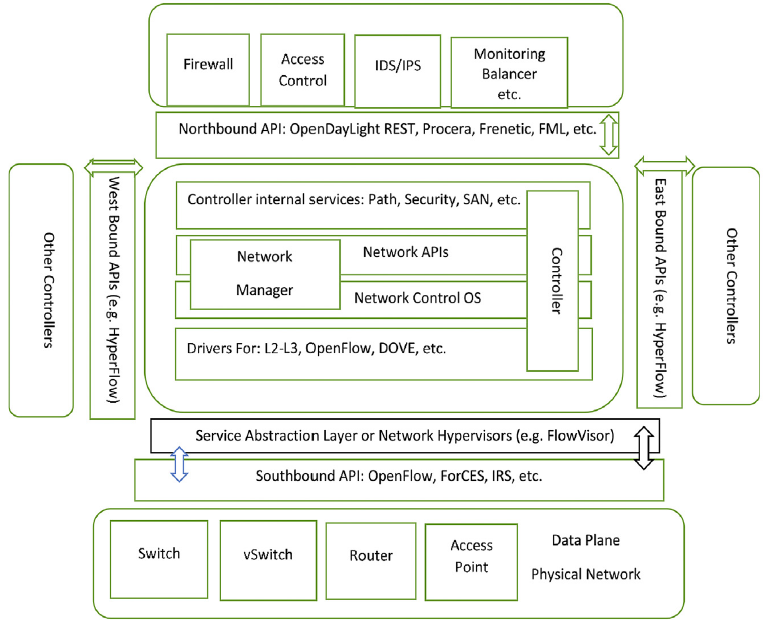 Firewall
Access
Control
IDS/IPS
Monitoring
Balancer
etc.
Northbound API: OpenDayLight REST, Procera, Frenetic, FML, etc.
Other Controllers
West Bound APIs (e.g. HyperFlow)
Controller internal services: Path, Security, SAN, etc.
Network
Manager
Network APIs
Network Control OS
Controller
Drivers For: L2-L3, OpenFlow, DOVE, etc.
East Bound APIs (e.g. HyperFlow)
Other Controllers
Service Abstraction Layer or Network Hypervisors (e.g. FlowVisor)
Southbound API: OpenFlow, ForCES, IRS, etc.
Switch
vSwitch
Router
Access
Point
Data Plane
Physical Network